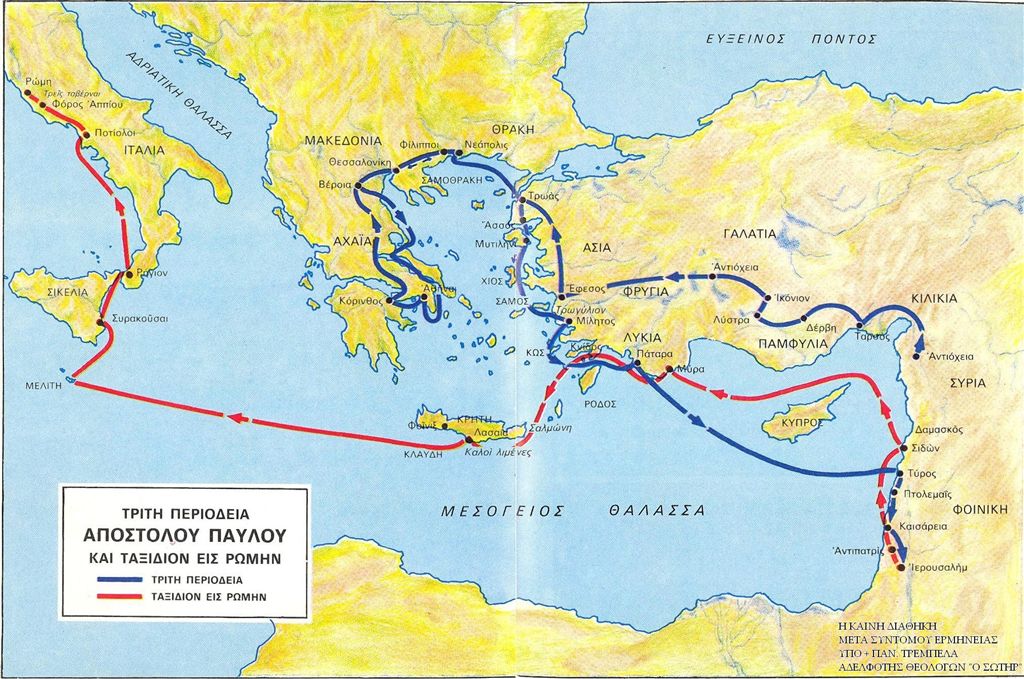 ΕΥΞΕΙΝΟΣ ΠΟΝΤΟΣ
ΑΔΡΙΑΤΙΚΗ ΘΑΛΑΣΣΑ
Ρώμη
Τρεῖς ταβέρναι
Φόρος Ἀππίου
Ποτίολοι
ΙΤΑΛΙΑ
ΜΑΚΕΔΟΝΙΑ
ΘΡΑΚΗ
Φίλιπποι
Νεάπολις
Θεσσαλονίκη
ΣΑΜΟΘΡΑΚΗ
Βέροια
Τρωάς
Ἄσσος
Μυτιλήνη
ΑΧΑΪΑ
ΑΣΙΑ
ΓΑΛΑΤΙΑ
Ρήγιον
ΣΙΚΕΛΙΑ
Συρακοῦσαι
ΧΙΟΣ
Ἀντιόχεια
Ἔφεσος
ΦΡΥΓΙΑ
Ἰκόνιον
ΚΙΛΙΚΙΑ
Κόρινθος
Ἀθῆναι
ΣΑΜΟΣ
Τρωγύλιον
Μίλητος
Λύστρα
Δέρβη
Ταρσός
ΠΑΜΦΥΛΙΑ
ΛΥΚΙΑ
Κνίδος
ΚΩΣ
Πάταρα
Μύρα
Ἀντιόχεια
ΣΥΡΙΑ
ΜΕΛΙΤΗ
ΡΟΔΟΣ
ΚΥΠΡΟΣ
ΚΡΗΤΗ
Φοῖνιξ
Λασαία
Σαλμώνη
ΚΛΑΥΔΗ
Καλοὶ λιμένες
Δαμασκός
Σιδών
Τύρος
Πτολεμαΐς
ΦΟΙΝΙΚΗ
Καισάρεια
Ἀντιπατρίς
Ἱερουσαλήμ
ΜΕΣΟΓΕΙΟΣ ΘΑΛΑΣΣΑ
ΤΡΙΤΗ ΠΕΡΙΟΔΕΙΑ
ΑΠΟΣΤΟΛΟΥ ΠΑΥΛΟΥ
ΚΑΙ ΤΑΞΙΔΙΟΝ ΕΙΣ ΡΩΜΗΝ
ΤΡΙΤΗ ΠΕΡΙΟΔΕΙΑ
ΤΑΞΙΔΙΟΝ ΕΙΣ ΡΩΜΗΝ
Η ΚΑΙΝΗ ΔΙΑΘΗΚΗ
ΜΕΤΑ ΣΥΝΤΟΜΟΥ ΕΡΜΗΝΕΙΑΣ
ΥΠΟ + ΠΑΝ. ΤΡΕΜΠΕΛΑ
ΑΔΕΛΦΟΤΗΣ ΘΕΟΛΟΓΩΝ "Ο ΣΩΤΗΡ"